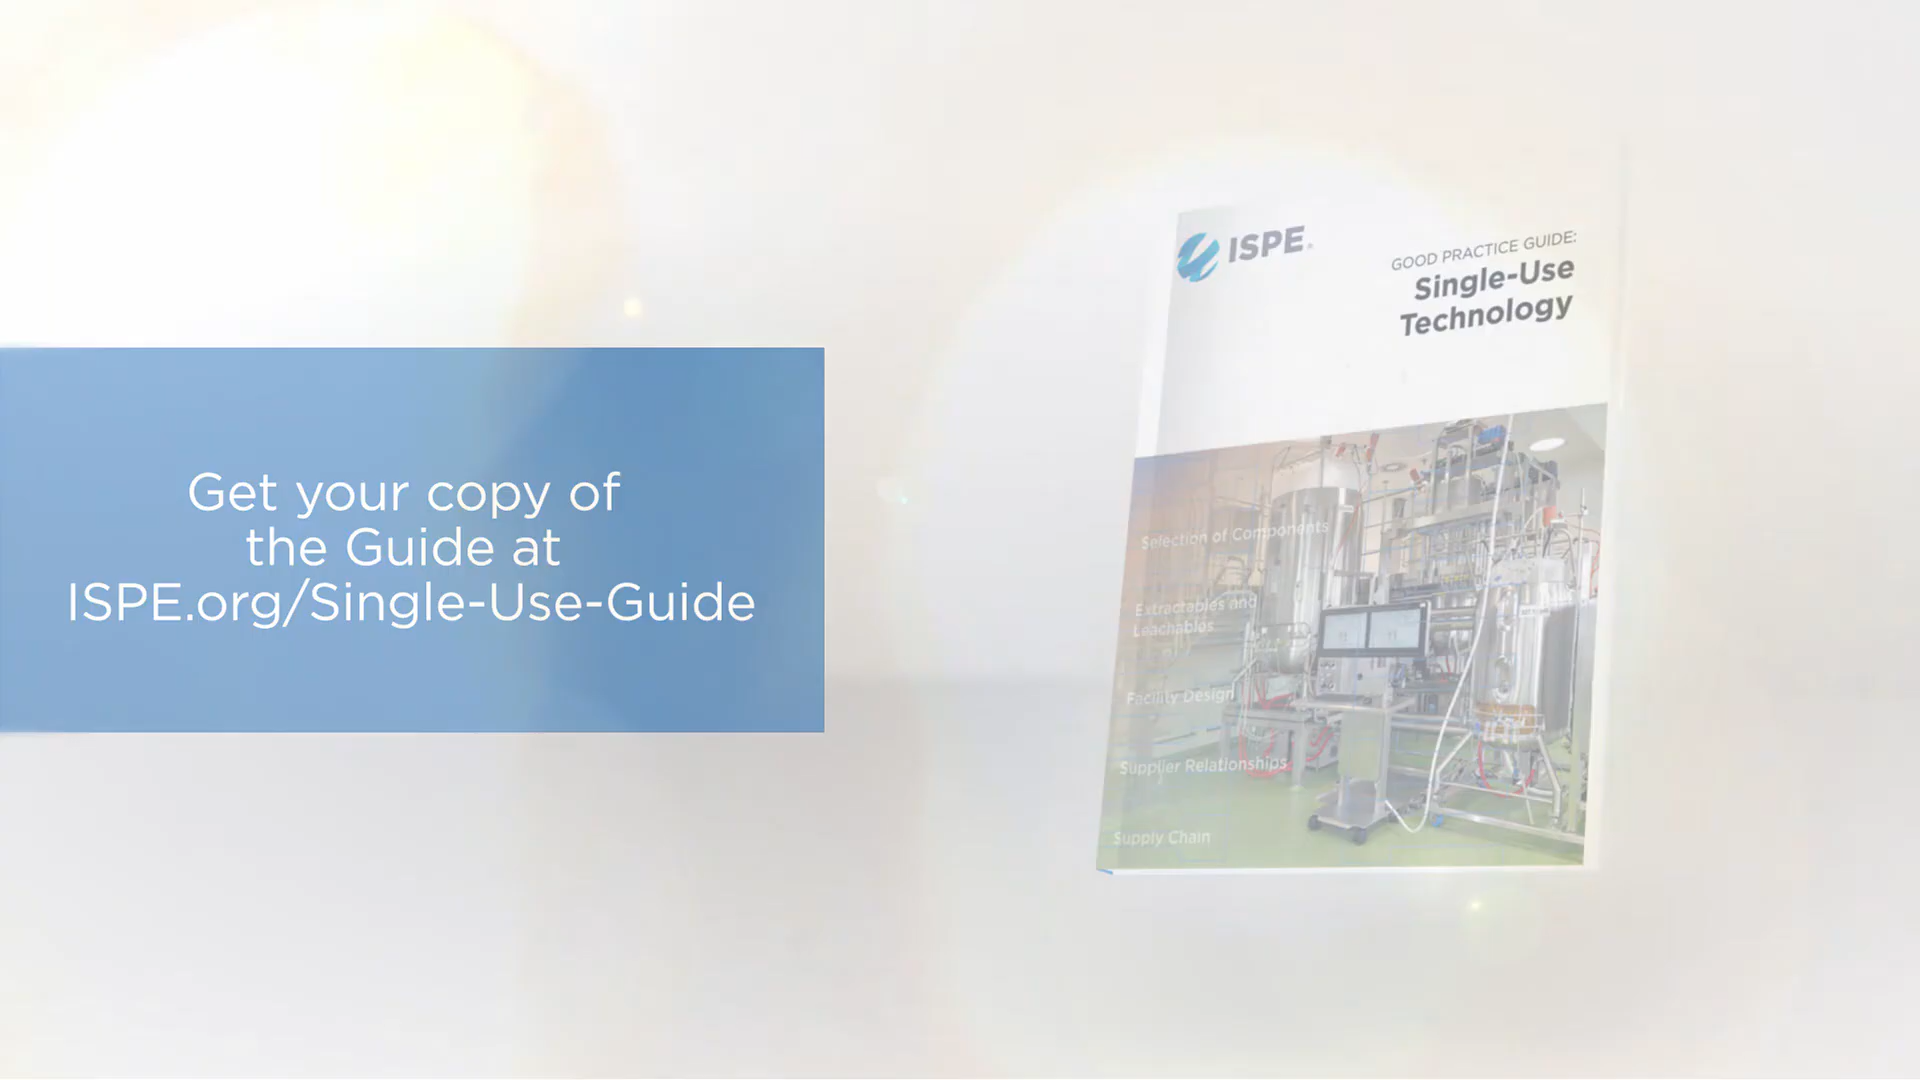 Get your copy of
the Guide at
ISPE.org/Single-Use-Guide
ISPE®
GOOD PRACTICE GUIDE:
Single-Use
Technology
Selection of Components
Extractables and
Leachables
Facility Design
Supplier Relationships
Supply Chain